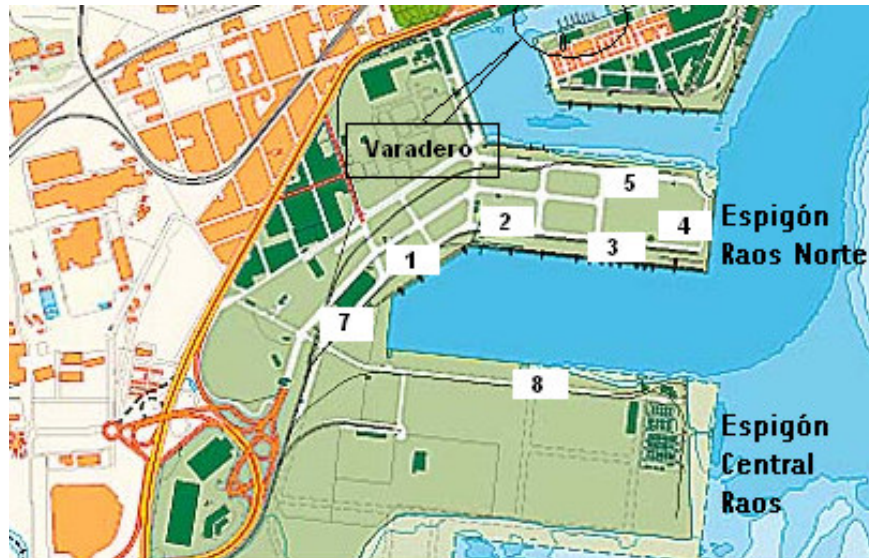 Varadero
5
4
2
3
1
7
8
Espigón
Raos Norte
Espigón
Central
Raos